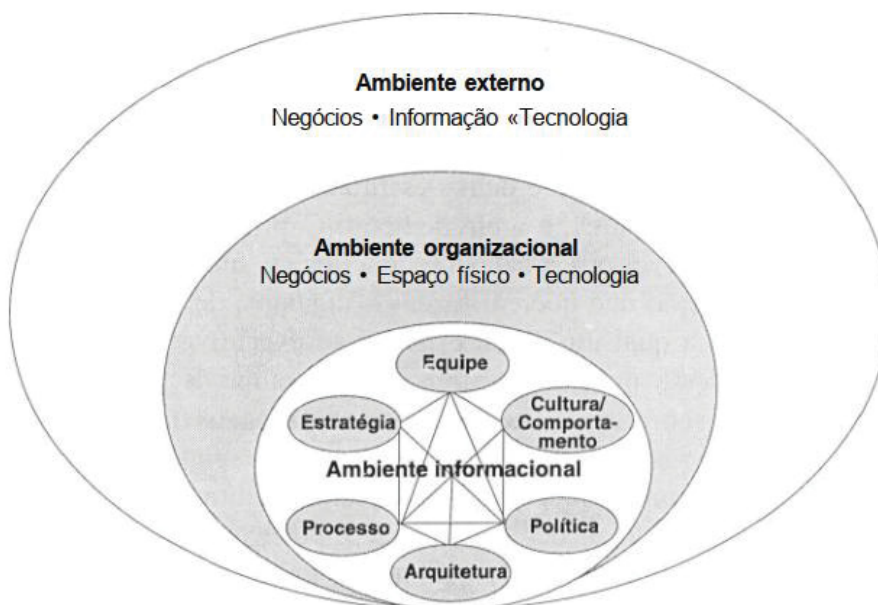 Ambiente externo
Negócios • Informação «Tecnologia
Ambiente organizacional
Negócios • Espaço físico • Tecnologia
Equipe
Estratégia
Cultura/
Comporta-
mento
Ambiente informacional
Processo
Política
Arquitetura